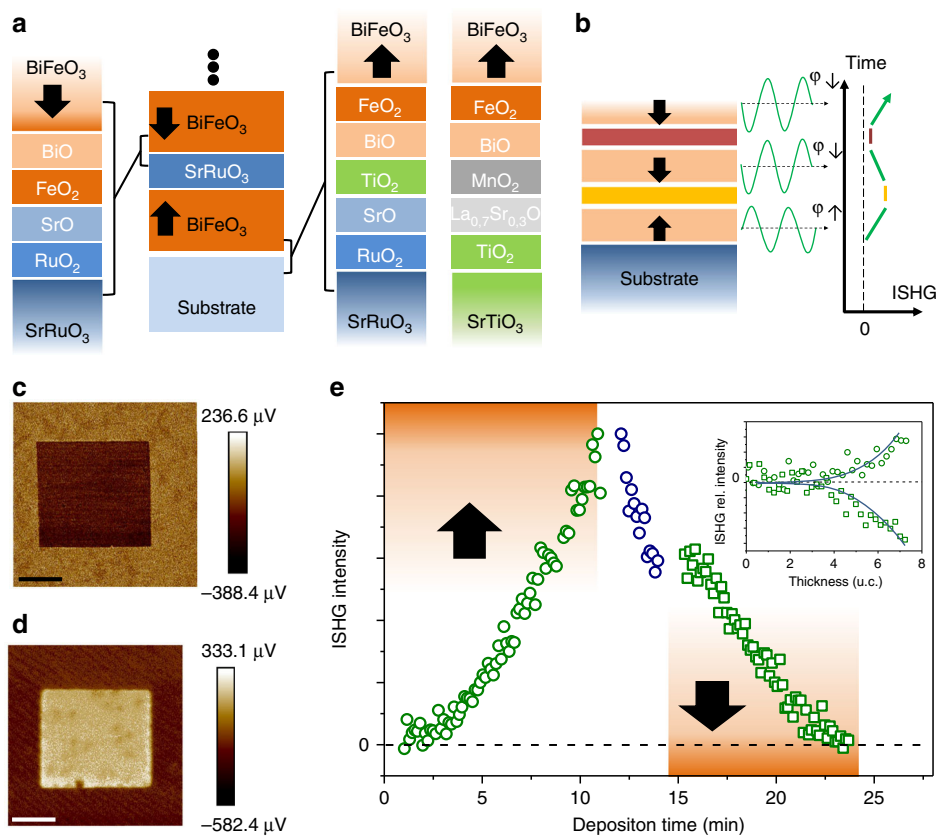 a
BiFeO3
BiO
FeO2
SrO
RuO2
SrRuO3
BiFeO3
SrRuO3
BiFeO3
Substrate
BiFeO3
FeO2
BiO
TiO2
SrO
RuO2
SrRuO3
BiFeO3
FeO2
BiO
MnO2
La0,7Sr0,3O
TiO2
SrTiO3
b
Substrate
φ
φ
φ
Time
ISHG
0
c
236.6 µV
−388.4 µV
d
333.1 µV
−582.4 µV
e
ISHG intensity
0
0 5 10 15 20 25
Depositon time (min)
ISHG rel. intensity
0
0 2 4 6 8
Thickness (u.c.)